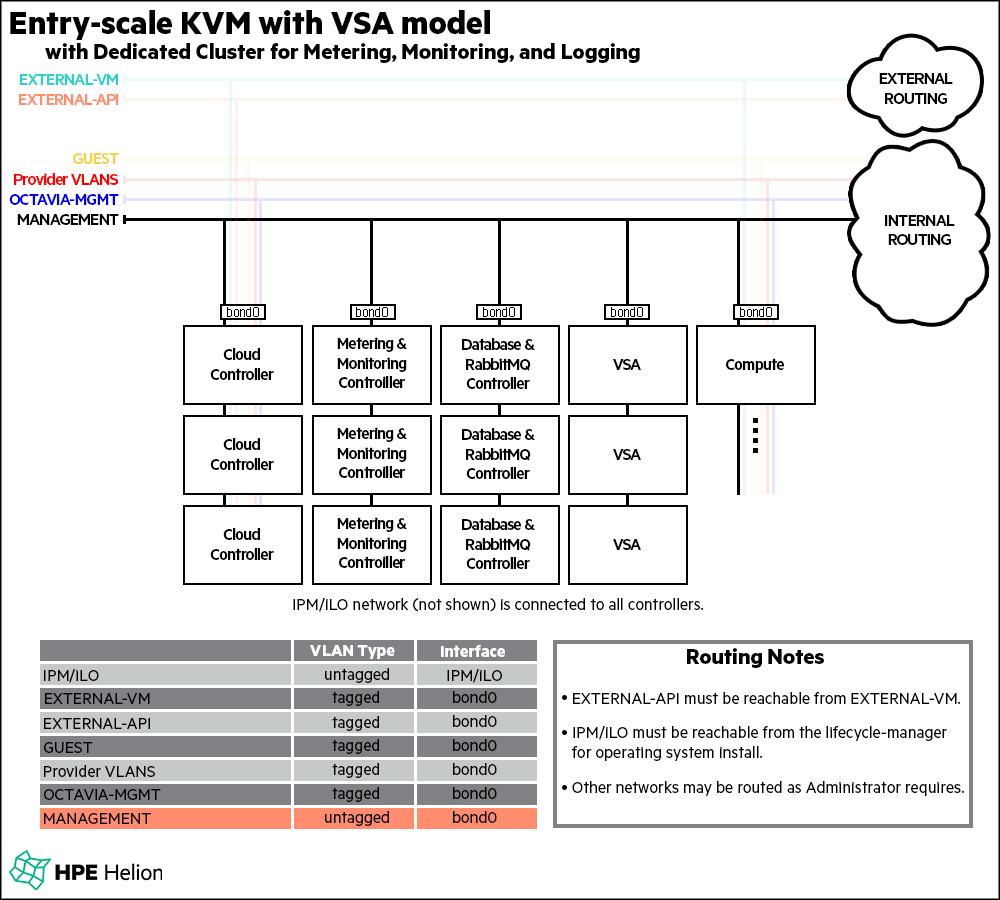 Entry-scale KVM with VSA model
with Dedicated Cluster for Metering, Monitoring, and Logging
EXTERNAL-VM
EXTERNAL-API
EXTERNAL
ROUTING
GUEST
Provider VLANS
OCTAVIA-MGMT
MANAGEMENT
INTERNAL
ROUTING
bond0 bond0 bond0 bond0 bond0
Cloud
Controller
Metering &
Monitoring
Controiller
Database &
RabbitMQ
Controller
VSA
Compute
Cloud
Controller
Metering &
Monitoring
Controller
Database &
RabbitMQ
Controller
VSA
Cloud
Controller
Metering &
Monitoring
Controiller
Database &
RabbitMQ
Controller
VSA
IPM/ILO network (not shown) is connected to all controllers.
VLAN Type Interface
IPM/ILO untagged IPM/ILO
EXTERNAL-VM tagged bond0
EXTERNAL-API tagged bond0
GUEST tagged bond0
Provider VLANS tagged bond0
OCTAVIA-MGMT tagged bond0
MANAGEMENT untagged bond0
Routing Notes
• EXTERNAL-API must be reachable from EXTERNAL-VM.
• IPM/ILO must be reachable from the lifecycle-manager
for operating system install.
• Other networks may be routed as Administrator requires.
HPE Helion